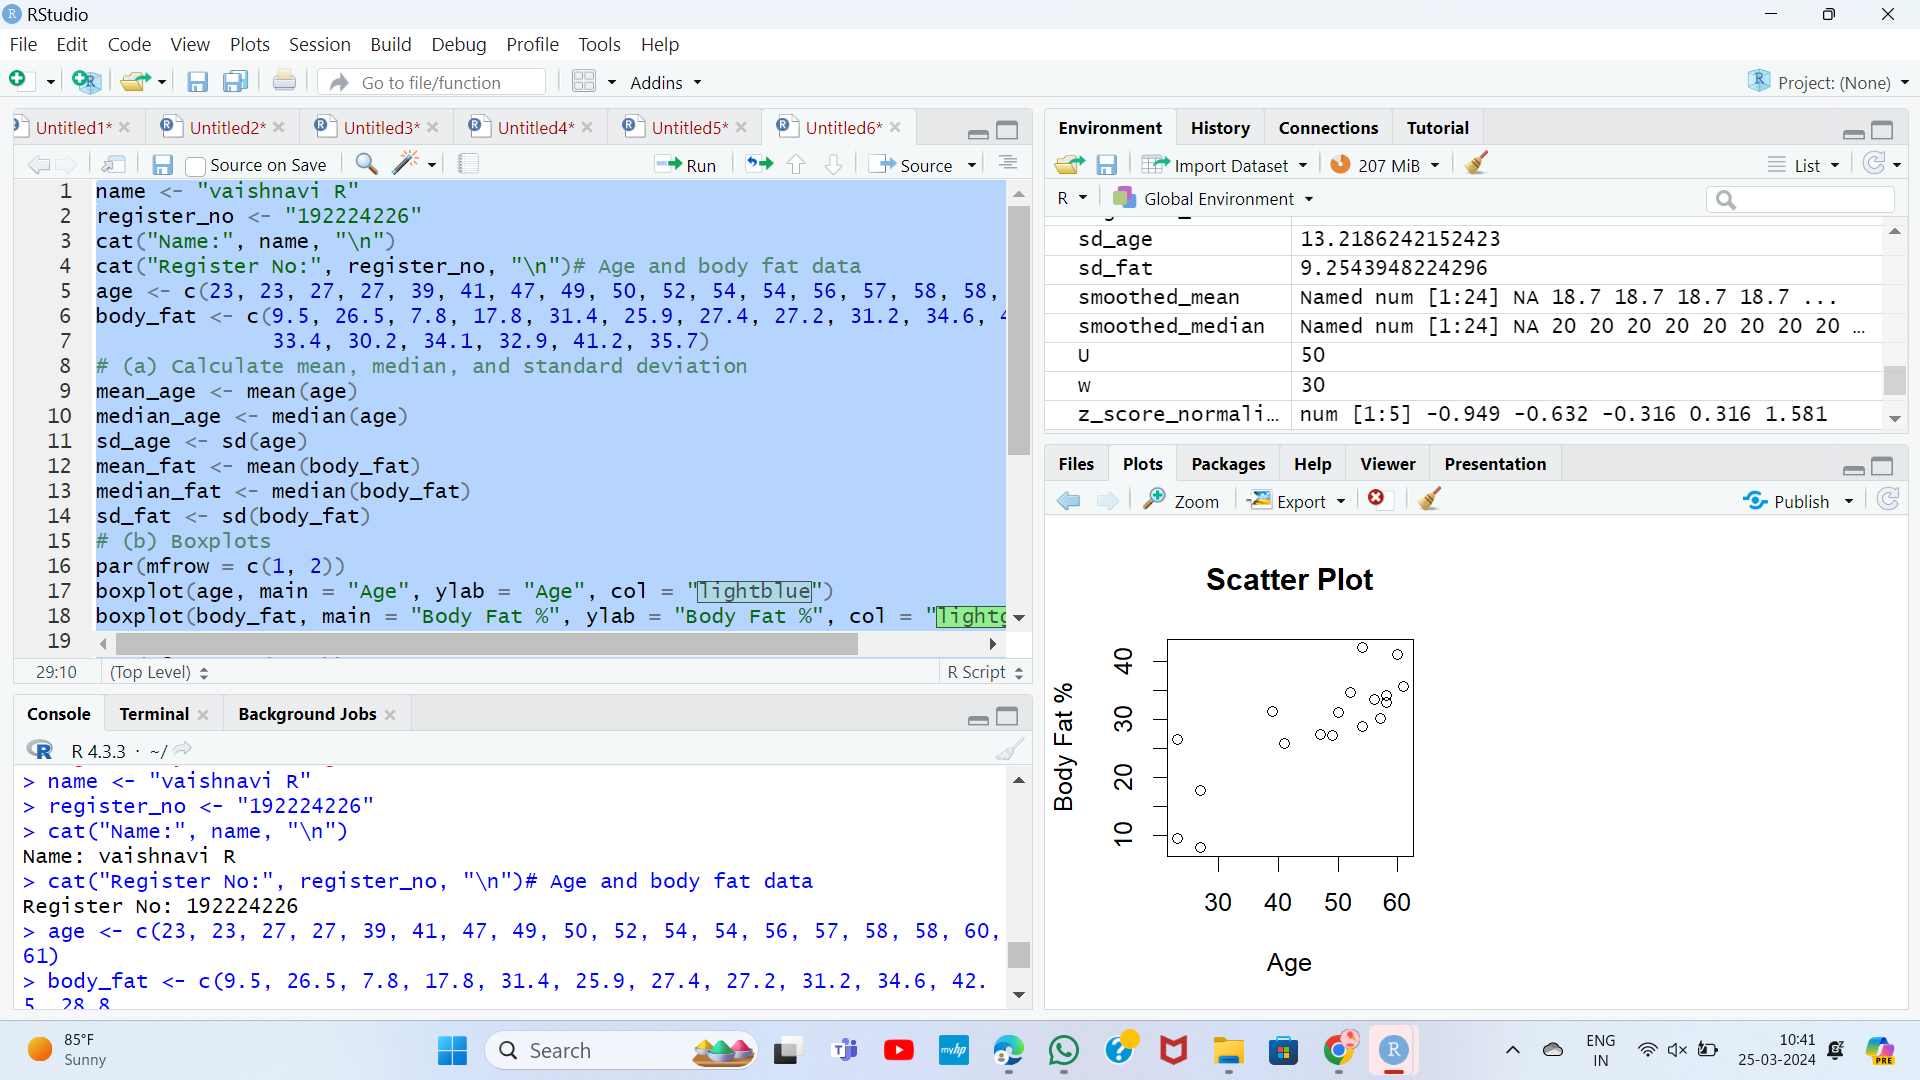 RStudio
File Edit Code View Plots Session Build Debug Profile Tools Help
Go to file/function Addins Project: (None)
Untitled1* Untitled2* Untitled3* Untitled4* Untitled5* Untitled6*
Source on Save Run Source
1 name <- "vaishnavi R"
2 register_no <- "192224226"
3 cat("Name:", name, "\n")
4 cat("Register No:", register_no, "\n")# Age and body fat data
5 age <- c(23, 23, 27, 27, 39, 41, 47, 49, 50, 52, 54, 54, 56, 57, 58, 58,
6 body_fat <- c(9.5, 26.5, 7.8, 17.8, 31.4, 25.9, 27.4, 27.2, 31.2, 34.6,
7 33.4, 30.2, 34.1, 32.9, 41.2, 35.7)
8 # (a) Calculate mean, median, and standard deviation
9 mean_age <- mean(age)
10 median_age <- median(age)
11 sd_age <- sd(age)
12 mean_fat <- mean(body_fat)
13 median_fat <- median(body_fat)
14 sd_fat <- sd(body_fat)
15 # (b) Boxplots
16 par(mfrow = c(1, 2))
17 boxplot(age, main = "Age", ylab = "Age", col = "lightblue")
18 boxplot(body_fat, main = "Body Fat %", ylab = "Body Fat %", col = "lightg
19
29:10 (Top Level) R Script
Console Terminal Background Jobs
R 4.3.3 · ~/
> name <- "vaishnavi R"
> register_no <- "192224226"
> cat("Name:", name, "\n")
Name: vaishnavi R
> cat("Register No:", register_no, "\n")# Age and body fat data
Register No: 192224226
> age <- c(23, 23, 27, 27, 39, 41, 47, 49, 50, 52, 54, 54, 56, 57, 58, 58, 60,
61)
> body_fat <- c(9.5, 26.5, 7.8, 17.8, 31.4, 25.9, 27.4, 27.2, 31.2, 34.6, 42.
5, 28.8
Environment History Connections Tutorial
Import Dataset 207 MiB List
R Global Environment
sd_age 13.2186242152423
sd_fat 9.2543948224296
smoothed_mean Named num [1:24] NA 18.7 18.7 18.7 18.7 ...
smoothed_median Named num [1:24] NA 20 20 20 20 20 20 20 …
U 50
w 30
z_score_normali… num [1:5] -0.949 -0.632 -0.316 0.316 1.581
Files Plots Packages Help Viewer Presentation
Zoom Export Publish
Scatter Plot
Body Fat %
40
30
20
10
30 40 50 60
Age
85°F
Sunny
Search
myhp
ENG
IN
10:41
25-03-2024
PRE